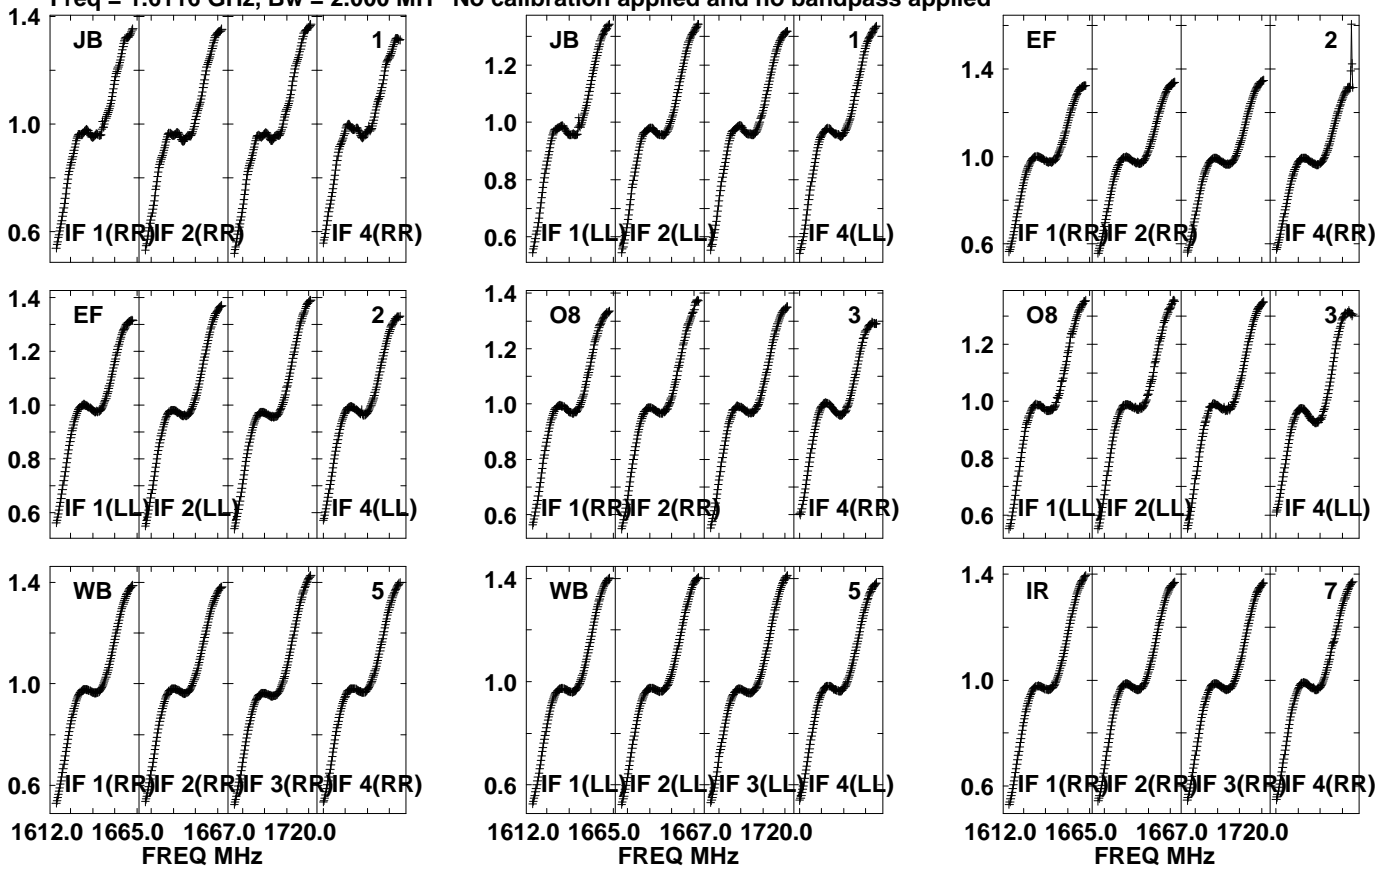 Freq = 1.6116 GHz, Bw = 2.000 MH No calibration applied and no bandpass applied
JB 1
1.4
1.0
0.6
IF 1(RR) IF 2(RR) IF 4(RR)
JB 1
1.2
1.0
0.8
0.6
IF 1(LL) IF 2(LL) IF 4(LL)
EF 2
1.4
1.0
0.6
IF 1(RR) IF 2(RR) IF 4(RR)
EF 2
1.4
1.2
1.0
0.8
0.6
IF 1(LL) IF 2(LL) IF 4(LL)
O8 3
1.4
1.2
1.0
0.8
0.6
IF 1(RR) IF 2(RR) IF 4(RR)
O8 3
1.2
1.0
0.8
0.6
IF 1(LL) IF 2(LL) IF 4(LL)
WB 5
1.4
1.0
0.6
IF 1(RR) IF 2(RR) IF 3(RR) IF 4(RR)
1612.0 1665.0 1667.0 1720.0
FREQ MHz
WB 5
1.4
1.2
1.0
0.8
0.6
IF 1(LL) IF 2(LL) IF 3(LL) IF 4(LL)
1612.0 1665.0 1667.0 1720.0
FREQ MHz
IR 7
1.4
1.0
0.6
IF 1(RR) IF 2(RR) IF 3(RR) IF 4(RR)
1612.0 1665.0 1667.0 1720.0
FREQ MHz